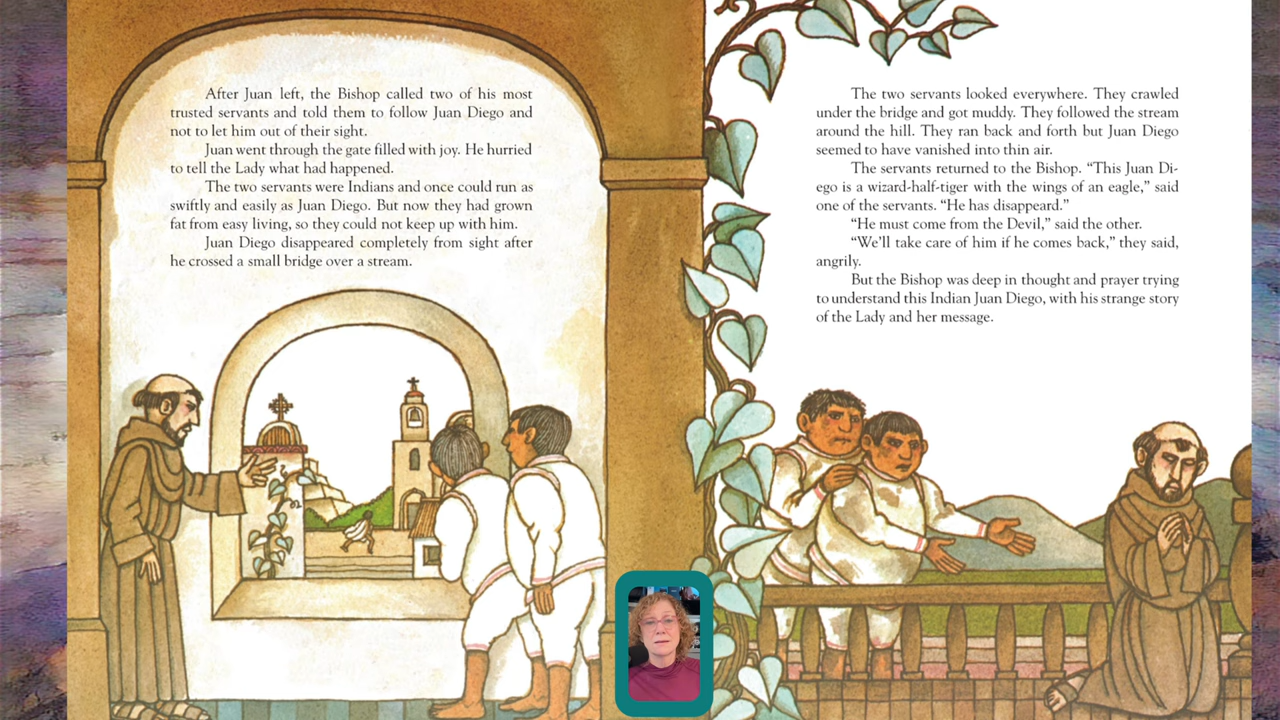 After Juan left, the Bishop called two of his most
trusted servants and told them to follow Juan Diego and
not to let him out of their sight.
Juan went through the gate filled with joy. He hurried
to tell the Lady what had happened.
The two servants were Indians and once could run as
swiftly and easily as Juan Diego. But now they had grown
fat from easy living, so they could not keep up with him.
Juan Diego disappeared completely from sight after
he crossed a small bridge over a stream.
The two servants looked everywhere. They crawled
under the bridge and got muddy. They followed the stream
around the hill. They ran back and forth but Juan Diego
seemed to have vanished into thin air.
The servants returned to the Bishop. “This Juan Di-
ego is a wizard-half-tiger with the wings of an eagle,” said
one of the servants. “He has disappeard.”
“He must come from the Devil,” said the other.
“We’ll take care of him if he comes back,” they said,
angrily.
But the Bishop was deep in thought and prayer trying
to understand this Indian Juan Diego, with his strange story
of the Lady and her message.